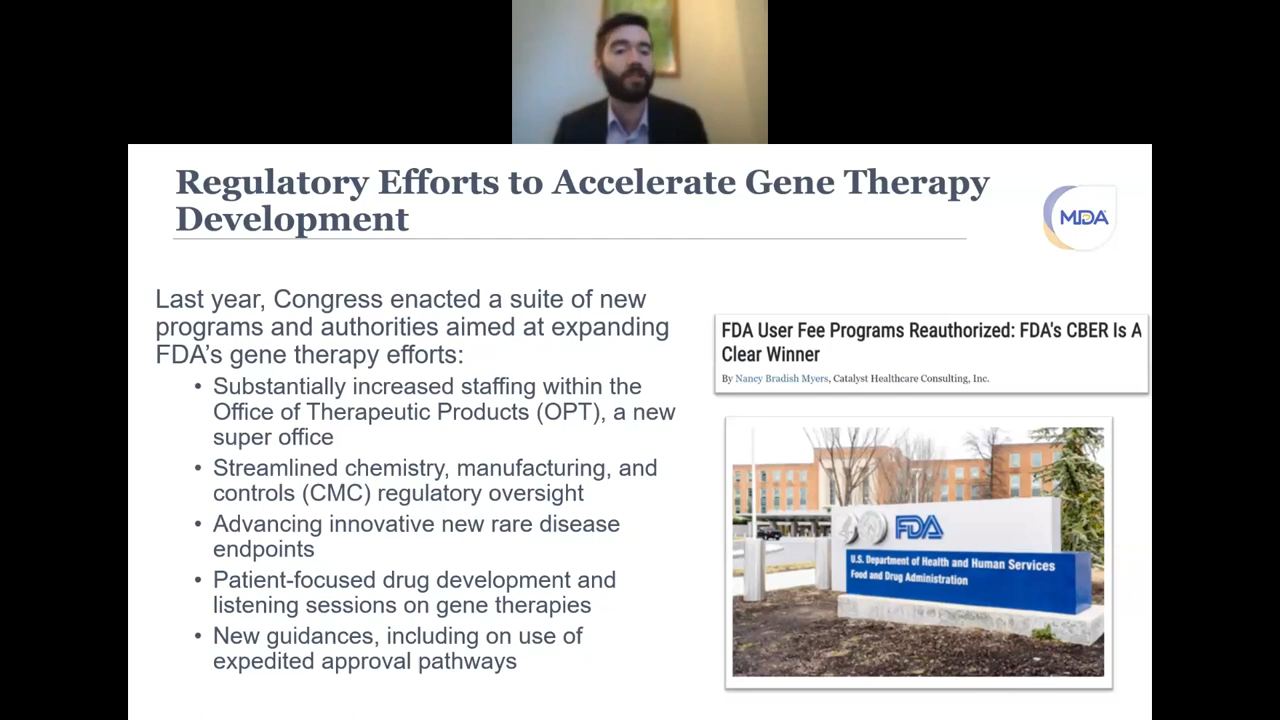 Regulatory Efforts to Accelerate Gene Therapy
Development
MDA
Last year, Congress enacted a suite of new
programs and authorities aimed at expanding
FDA’s gene therapy efforts:
• Substantially increased staffing within the
Office of Therapeutic Products (OPT), a new
super office
• Streamlined chemistry, manufacturing, and
controls (CMC) regulatory oversight
• Advancing innovative new rare disease
endpoints
• Patient-focused drug development and
listening sessions on gene therapies
• New guidances, including on use of
expedited approval pathways
FDA User Fee Programs Reauthorized: FDA's CBER Is A
Clear Winner
By Nancy Bradish Myers, Catalyst Healthcare Consulting, Inc.
FDA
U.S. Department of Health and Human Services
Food and Drug Administration